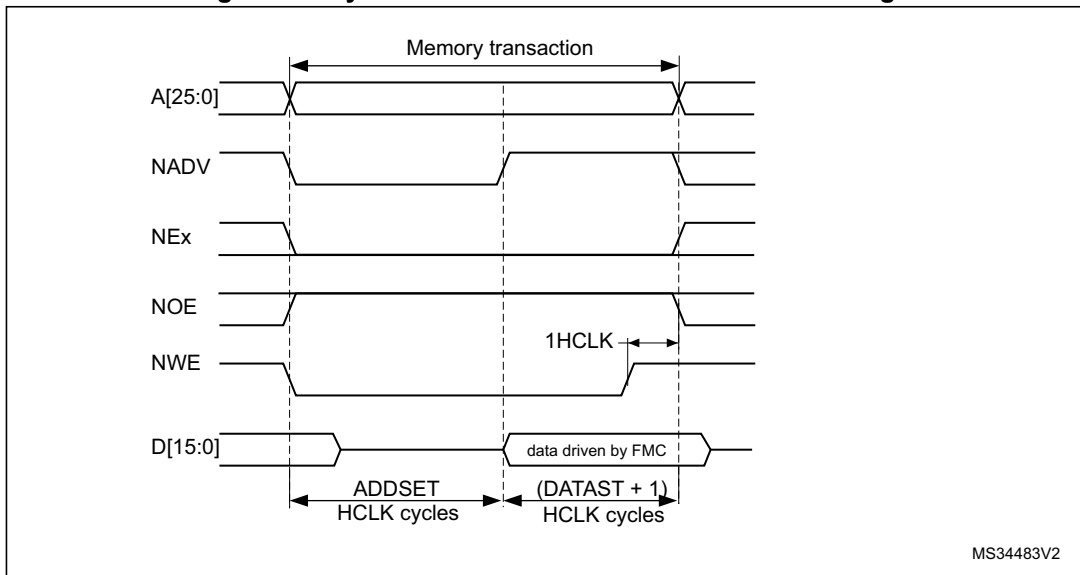 Memory transaction
A[25:0]
NADV
NEx
NOE
1HCLK
NWE
D[15:0]
data driven by FMC
ADDSET
HCLK cycles
(DATAST + 1)
HCLK cycles
MS34483V2